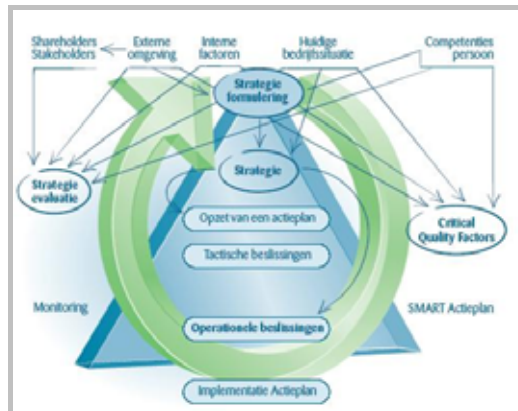 Shareholders
Stakeholders
Externe
omgeving
Interne
factoren
Huidige
bedrijfssituatie
Competenties
persoon
Strategie
formulering
Strategie
evaluatie
Strategie
Opzet van een actieplan
Critical
Quality Factors
Tactische beslissingen
Monitoring
SMART Actieplan
Operationele beslissingen
Implementatie Actieplan